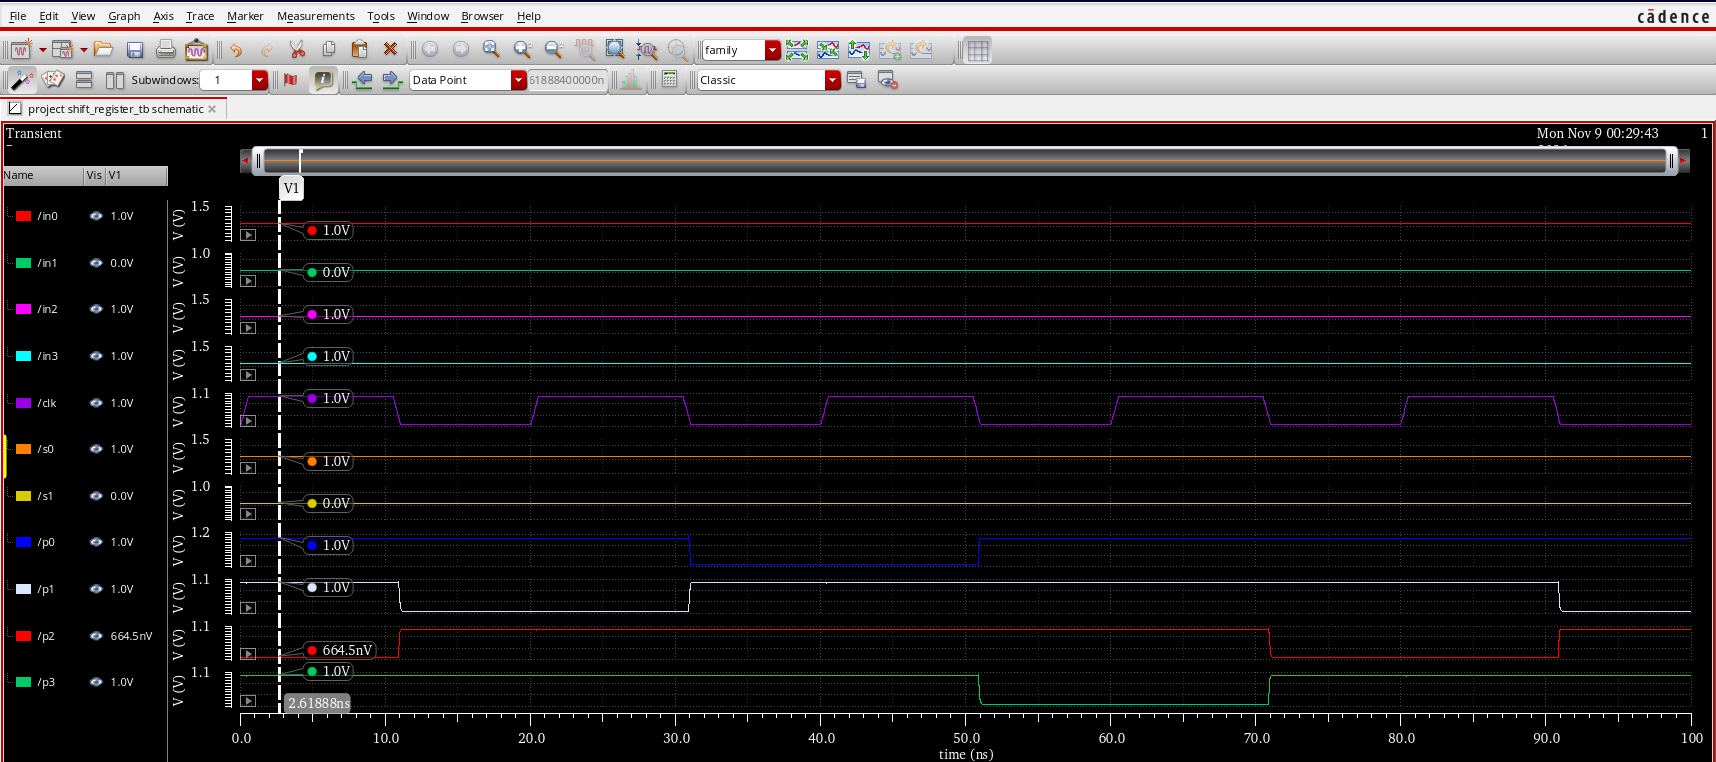 File Edit View Graph Axis Trace Marker Measurements Tools Window Browser Help
cādence
family
Subwindows: 1 Data Point 61888400000n Classic
project shift_register_tb schematic
Transient Mon Nov 9 00:29:43 1
Name Vis V1
V1
/in0 1.0V V (V) 1.5 1.0V
/in1 0.0V V (V) 1.0 0.0V
/in2 1.0V V (V) 1.5 1.0V
/in3 1.0V V (V) 1.5 1.0V
/clk 1.0V V (V) 1.1 1.0V
/s0 1.0V V (V) 1.5 1.0V
/s1 0.0V V (V) 1.0 0.0V
/p0 1.0V V (V) 1.2 1.0V
/p1 1.0V V (V) 1.1 1.0V
/p2 664.5nV V (V) 1.1 664.5nV
/p3 1.0V V (V) 1.1 1.0V
2.61888ns
0.0 10.0 20.0 30.0 40.0 50.0 60.0 70.0 80.0 90.0 100
time (ns)